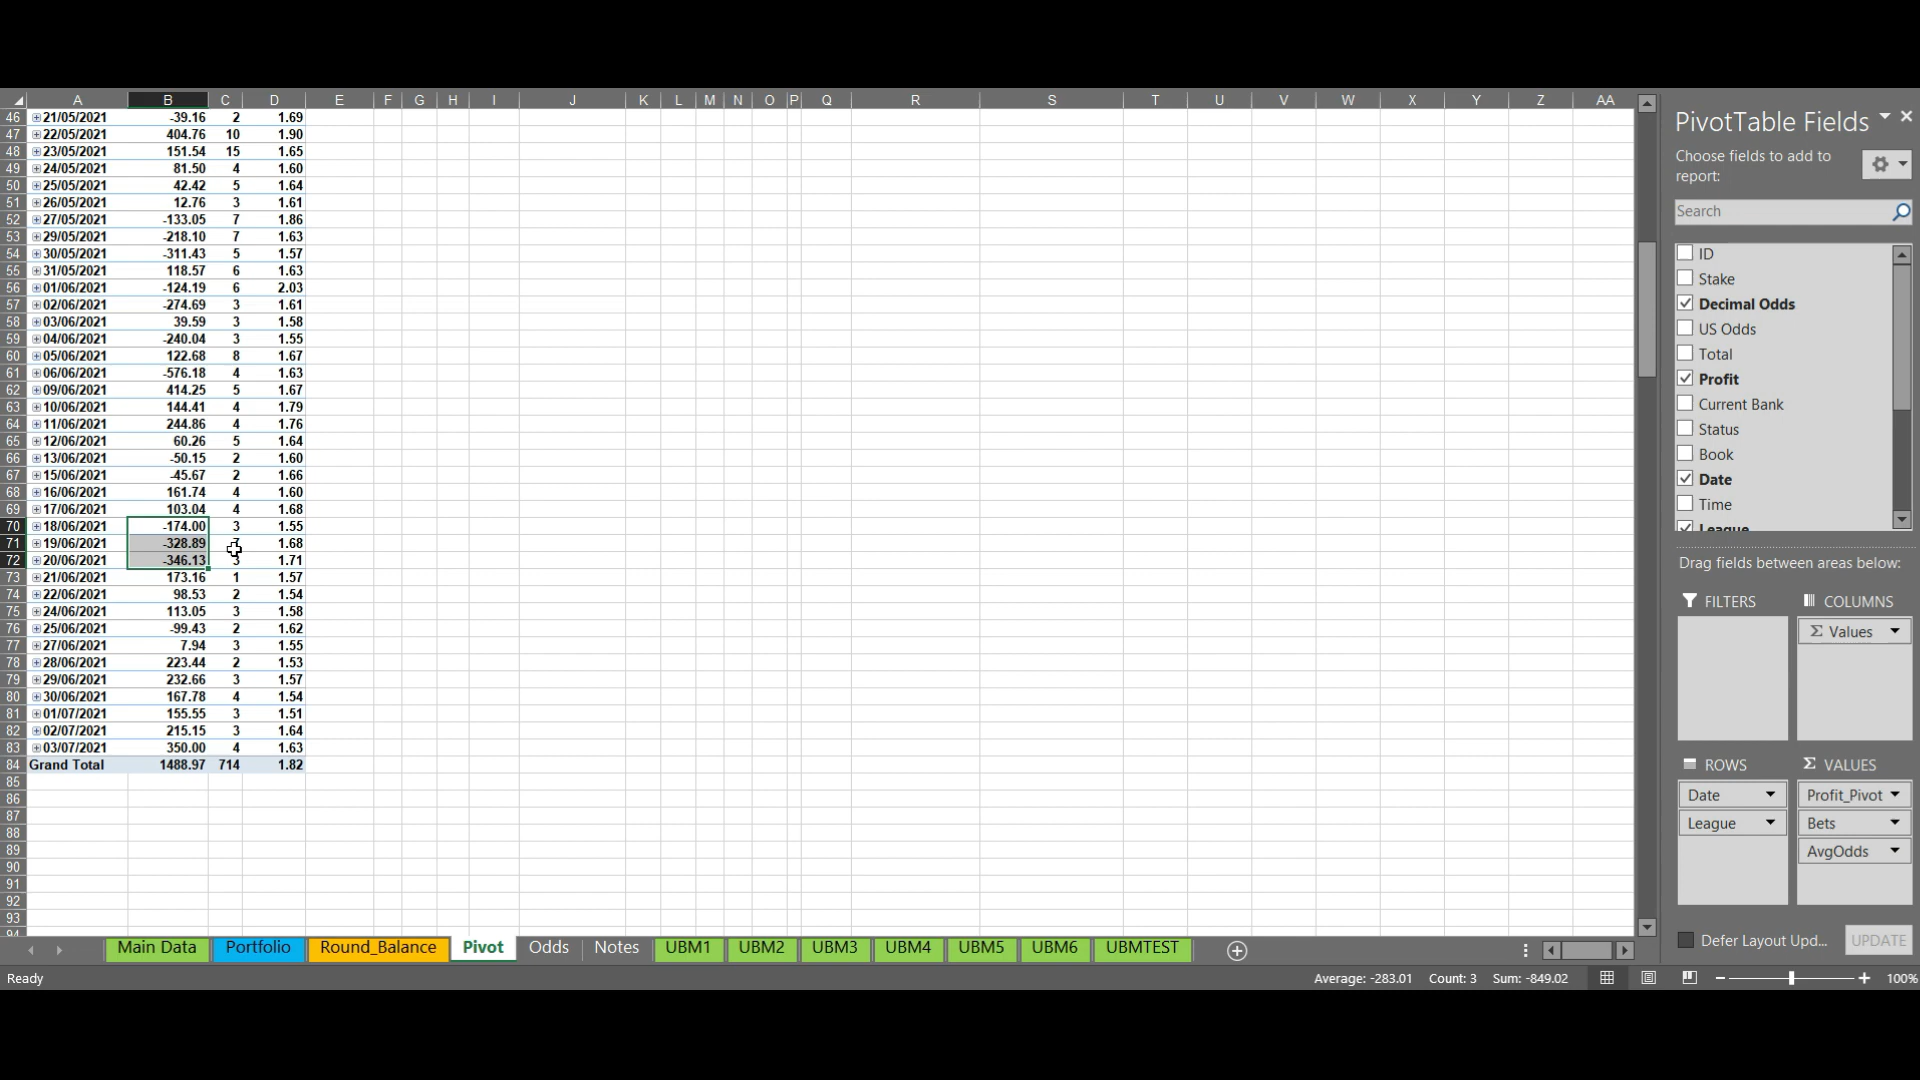 A B C D E F G H I J K L M N O P Q R S T U V W X Y Z AA
46 21/05/2021 -39.16 2 1.69
47 22/05/2021 404.76 10 1.90
48 23/05/2021 151.54 15 1.65
49 24/05/2021 81.50 4 1.60
50 25/05/2021 42.42 5 1.64
51 26/05/2021 12.76 3 1.61
52 27/05/2021 -133.05 7 1.86
53 29/05/2021 -218.10 7 1.63
54 30/05/2021 -311.43 5 1.57
55 31/05/2021 118.57 6 1.63
56 01/06/2021 -124.19 6 2.03
57 02/06/2021 -274.69 3 1.61
58 03/06/2021 39.59 3 1.58
59 04/06/2021 -240.04 3 1.55
60 05/06/2021 122.68 8 1.67
61 06/06/2021 -576.18 4 1.63
62 09/06/2021 414.25 5 1.67
63 10/06/2021 144.41 4 1.79
64 11/06/2021 244.86 4 1.76
65 12/06/2021 60.26 5 1.64
66 13/06/2021 -50.15 2 1.60
67 15/06/2021 -45.67 2 1.66
68 16/06/2021 161.74 4 1.60
69 17/06/2021 103.04 4 1.68
70 18/06/2021 -174.00 3 1.55
71 19/06/2021 -328.89 7 1.68
72 20/06/2021 -346.13 3 1.71
73 21/06/2021 173.16 1 1.57
74 22/06/2021 98.53 2 1.54
75 24/06/2021 113.05 3 1.58
76 25/06/2021 -99.43 2 1.62
77 27/06/2021 7.94 3 1.55
78 28/06/2021 223.44 2 1.53
79 29/06/2021 232.66 3 1.57
80 30/06/2021 167.78 4 1.54
81 01/07/2021 155.55 3 1.51
82 02/07/2021 215.15 3 1.64
83 03/07/2021 350.00 4 1.63
84 Grand Total 1488.97 714 1.82
85
86
87
88
89
90
91
92
93
94
Main Data Portfolio Round_Balance Pivot Odds Notes UBM1 UBM2 UBM3 UBM4 UBM5 UBM6 UBMTEST
Ready Average: -283.01 Count: 3 Sum: -849.02 100%
PivotTable Fields
Choose fields to add to
report:
Search
ID
Stake
Decimal Odds
US Odds
Total
Profit
Current Bank
Status
Book
Date
Time
League
Drag fields between areas below:
FILTERS COLUMNS
Σ Values
ROWS Σ VALUES
Date Profit_Pivot
League Bets
AvgOdds
Defer Layout Upd... UPDATE